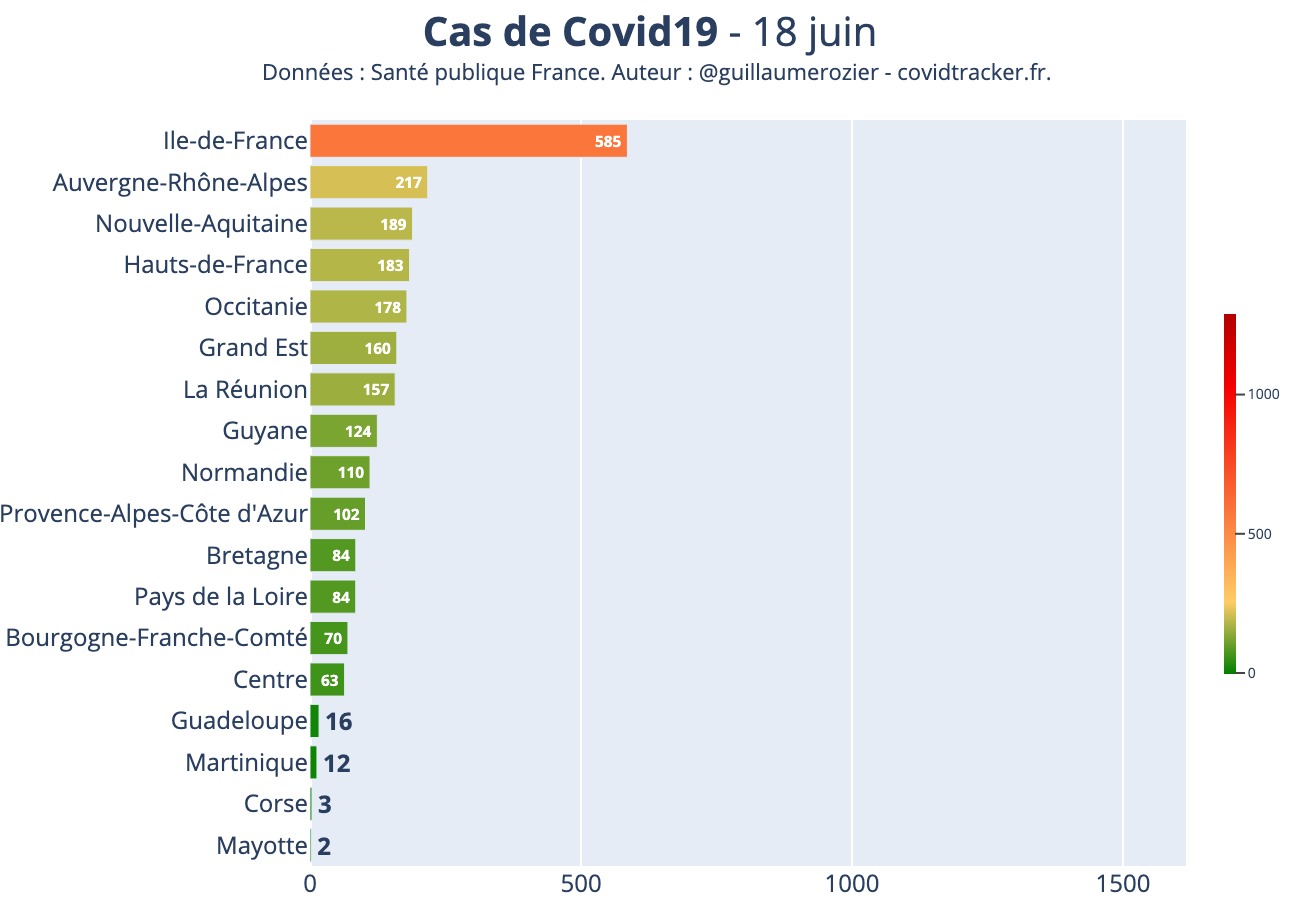 Cas de Covid19 - 18 juin
Données : Santé publique France. Auteur : @guillaumerozier - covidtracker.fr.
Ile-de-France 585
Auvergne-Rhône-Alpes 217
Nouvelle-Aquitaine 189
Hauts-de-France 183
Occitanie 178
Grand Est 160
La Réunion 157
Guyane 124
Normandie 110
Provence-Alpes-Côte d'Azur 102
Bretagne 84
Pays de la Loire 84
Bourgogne-Franche-Comté 70
Centre 63
Guadeloupe 16
Martinique 12
Corse 3
Mayotte 2
0 500 1000 1500
1000
500
0